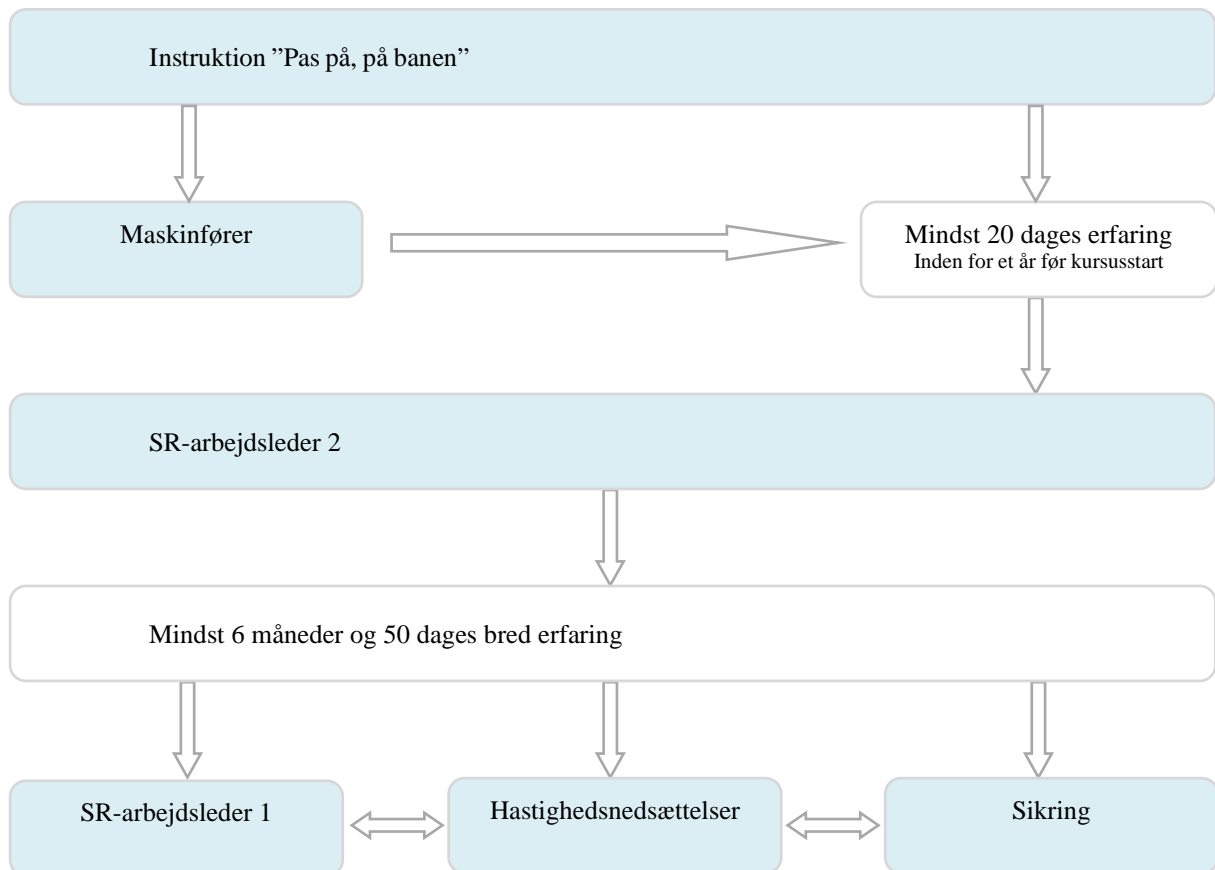 Instruktion ”Pas på, på banen”
Maskinfører
Mindst 20 dages erfaring
Inden for et år før kursusstart
SR-arbejdsleder 2
Mindst 6 måneder og 50 dages bred erfaring
SR-arbejdsleder 1
Hastighedsnedsættelser
Sikring